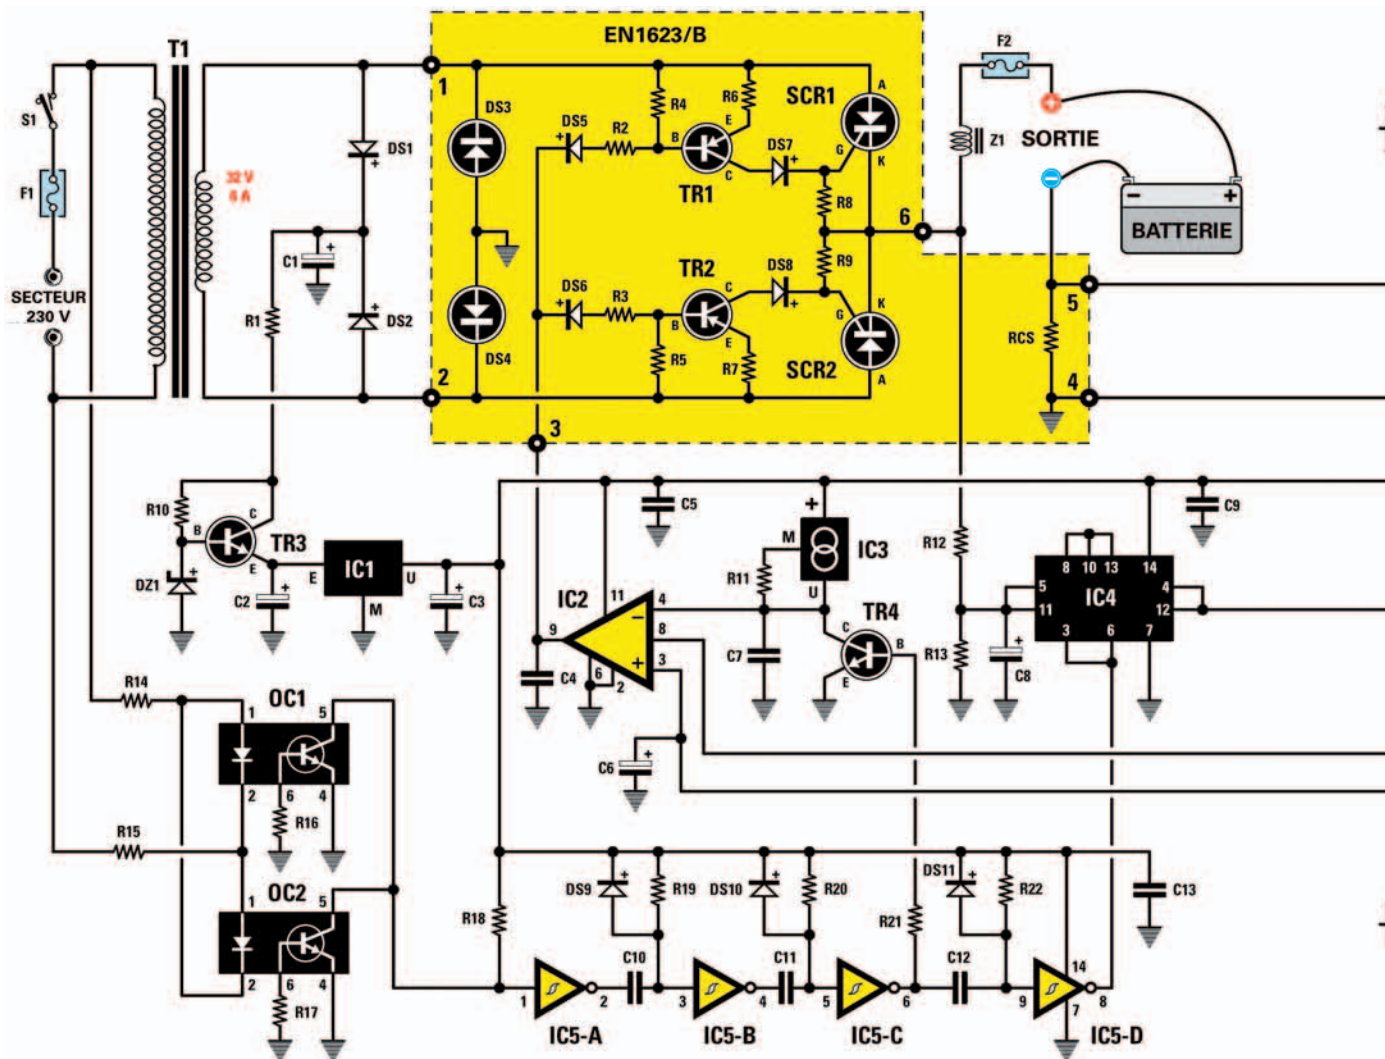 EN1623/B
T1
F2
1
DS3
R4
R6
SCR1
A
S1
DS5
R2
E
B
C
DS7
G
K
Z1
SORTIE
+
DS1
+
TR1
F1
32 V
6 A
R8
6
-
- +
BATTERIE
C1
+
TR2
DS8
R9
SECTEUR
230 V
DS6
R3
C
B
E
K
G
5
R1
DS2
DS4
R5
R7
SCR2
A
RCS
2
4
3
R10
C
B
E
TR3
DZ1
C2
E
IC1
U
M
C3
C5
+
M
IC3
R11
U
R12
C9
8 10 13 14
5
11
IC4
4
12
3 6 7
IC2
11
4
9
8
3
6
2
C4
C7
TR4
C
B
E
R13
C8
R14
OC1
1
5
2
6
4
R16
C6
R15
OC2
1
5
2
6
4
R17
R18
DS9
R19
DS10
R20
R21
DS11
R22
C13
C10
C11
C12
1
2
3
4
5
6
9
14
7
8
IC5-A
IC5-B
IC5-C
IC5-D